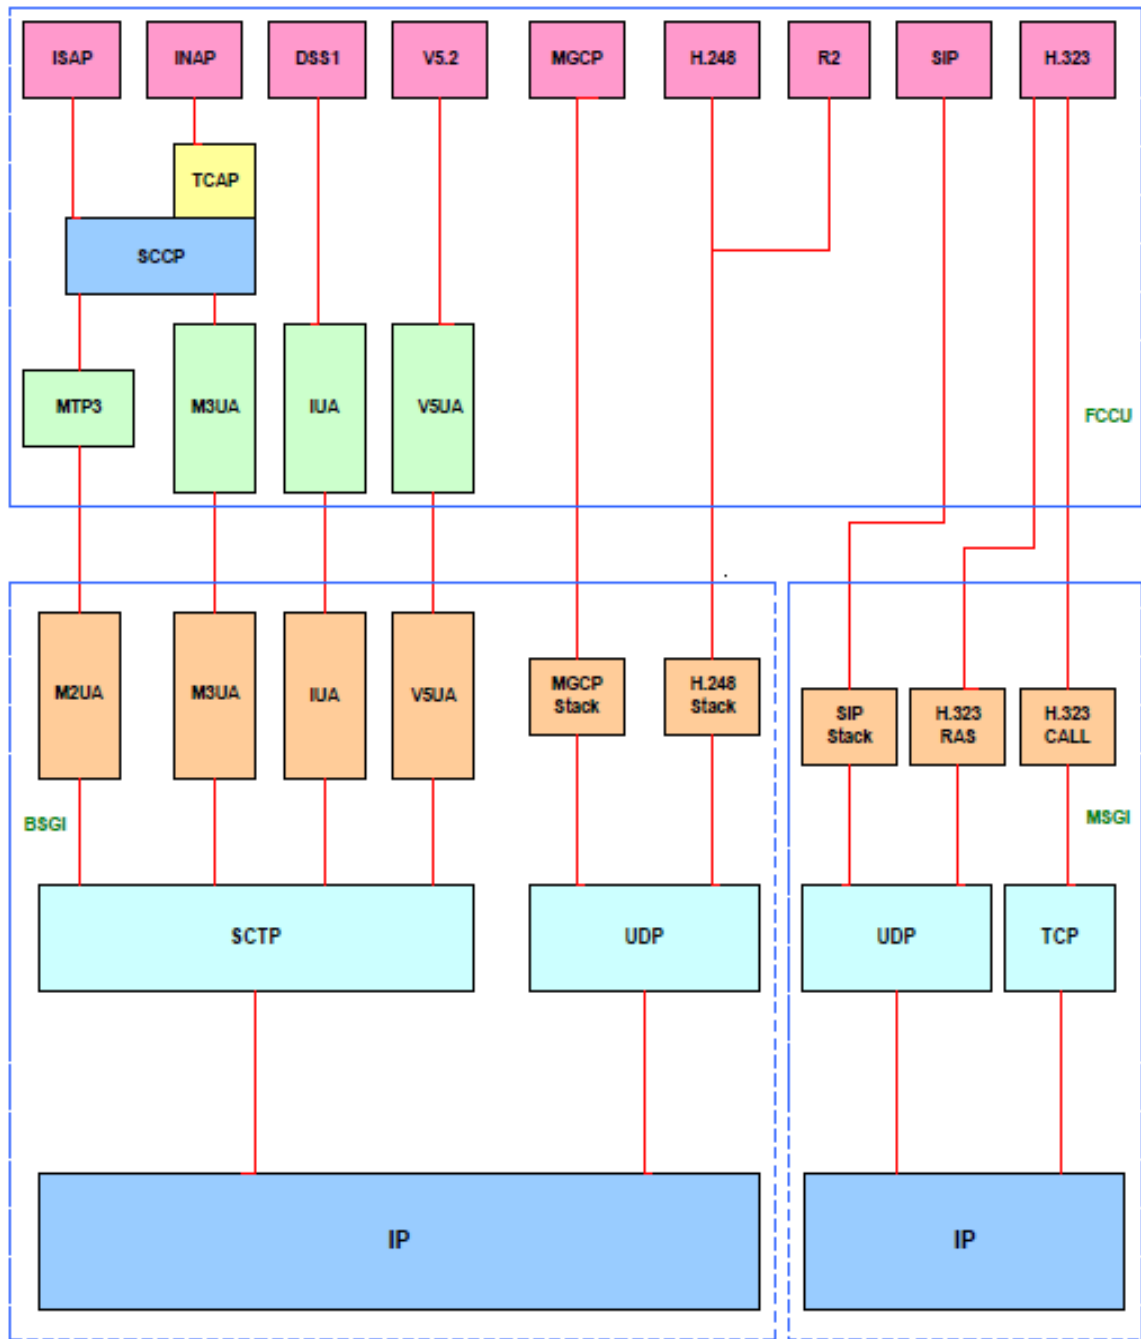 ISAP
INAP
DSS1
V5.2
MGCP
H.248
R2
SIP
H.323
TCAP
SCCP
MTP3
M3UA
IUA
V5UA
FCCU
M2UA
M3UA
IUA
V5UA
MGCP
Stack
H.248
Stack
SIP
Stack
H.323
RAS
H.323
CALL
BSGI
MSGI
SCTP
UDP
UDP
TCP
IP
IP